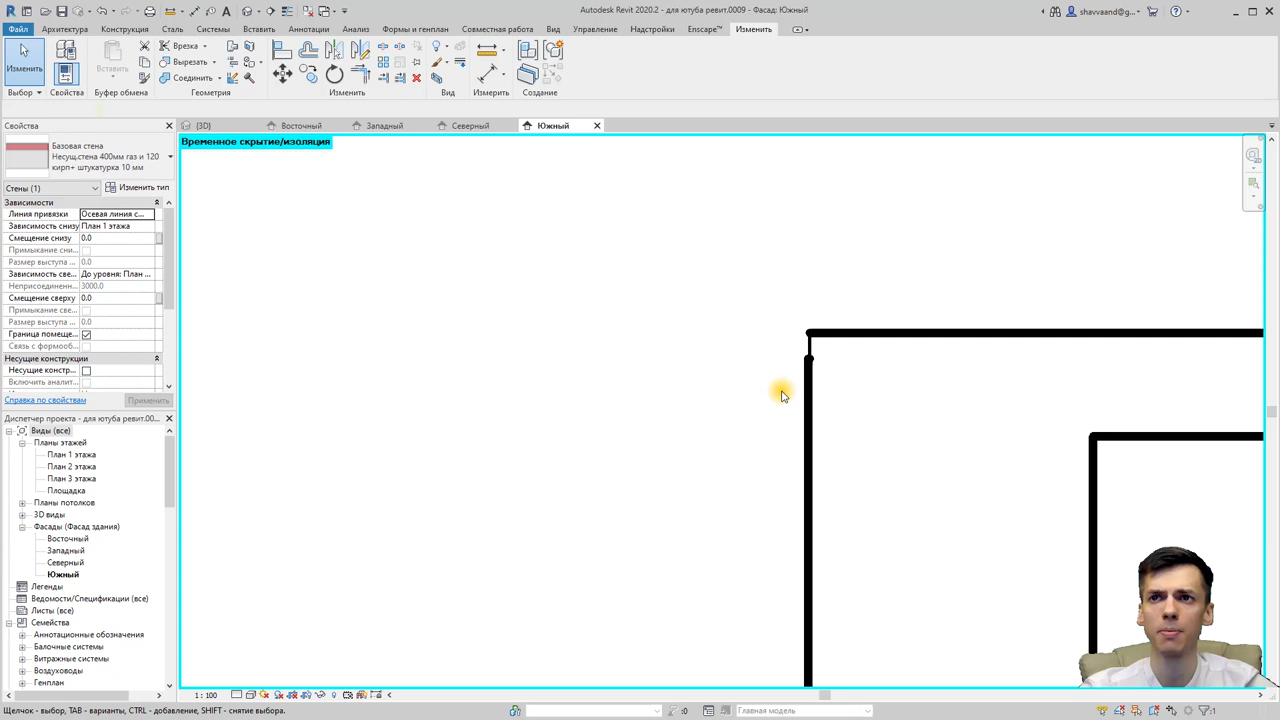 Autodesk Revit 2020.2 - для ютуба ревит.0009 - Фасад: Южный
shavvaand@g...
Файл Архитектура Конструкция Сталь Системы Вставить Аннотации Анализ Формы и генплан Совместная работа Вид Управление Надстройки Enscape™ Изменить
Изменить
Свойства
Вставить
Врезка
Вырезать
Соединить
Выбор
Буфер обмена
Геометрия
Изменить
Вид
Измерить
Создание
Свойства
{3D}
Восточный
Западный
Северный
Южный
Временное скрытие/изоляция
Базовая стена
Несущ.стена 400мм газ и 120
кирп+ штукатурка 10 мм
Стены (1)
Изменить тип
Зависимости
Линия привязки Осевая линия с...
Зависимость снизу План 1 этажа
Смещение снизу 0.0
Примыкание сни...
Размер выступа ... 0.0
Зависимость све... До уровня: План ...
Неприсоединен... 3000.0
Смещение сверху 0.0
Примыкание све...
Размер выступа ... 0.0
Граница помеще...
Связь с формооб...
Несущие конструкции
Несущие констр...
Включить аналит...
Справка по свойствам
Применить
Диспетчер проекта - для ютуба ревит.00...
Виды (все)
Планы этажей
План 1 этажа
План 2 этажа
План 3 этажа
Площадка
Планы потолков
3D виды
Фасады (Фасад здания)
Восточный
Западный
Северный
Южный
Легенды
Ведомости/Спецификации (все)
Листы (все)
Семейства
Аннотационные обозначения
Балочные системы
Витражные системы
Воздуховоды
Генплан
1 : 100
Щелчок - выбор, TAB - варианты, CTRL - добавление, SHIFT - снятие выбора.
:0
Главная модель
:1